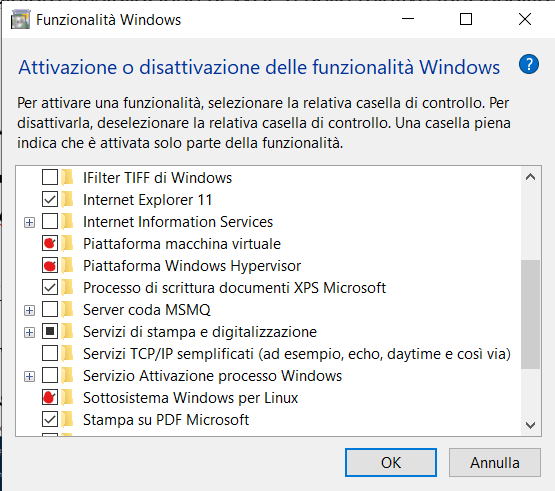 Funzionalità Windows
Attivazione o disattivazione delle funzionalità Windows
?
Per attivare una funzionalità, selezionare la relativa casella di controllo. Per
disattivarla, deselezionare la relativa casella di controllo. Una casella piena
indica che è attivata solo parte della funzionalità.
IFilter TIFF di Windows
Internet Explorer 11
Internet Information Services
Piattaforma macchina virtuale
Piattaforma Windows Hypervisor
Processo di scrittura documenti XPS Microsoft
Server coda MSMQ
Servizi di stampa e digitalizzazione
Servizi TCP/IP semplificati (ad esempio, echo, daytime e così via)
Servizio Attivazione processo Windows
Sottosistema Windows per Linux
Stampa su PDF Microsoft
OK
Annulla